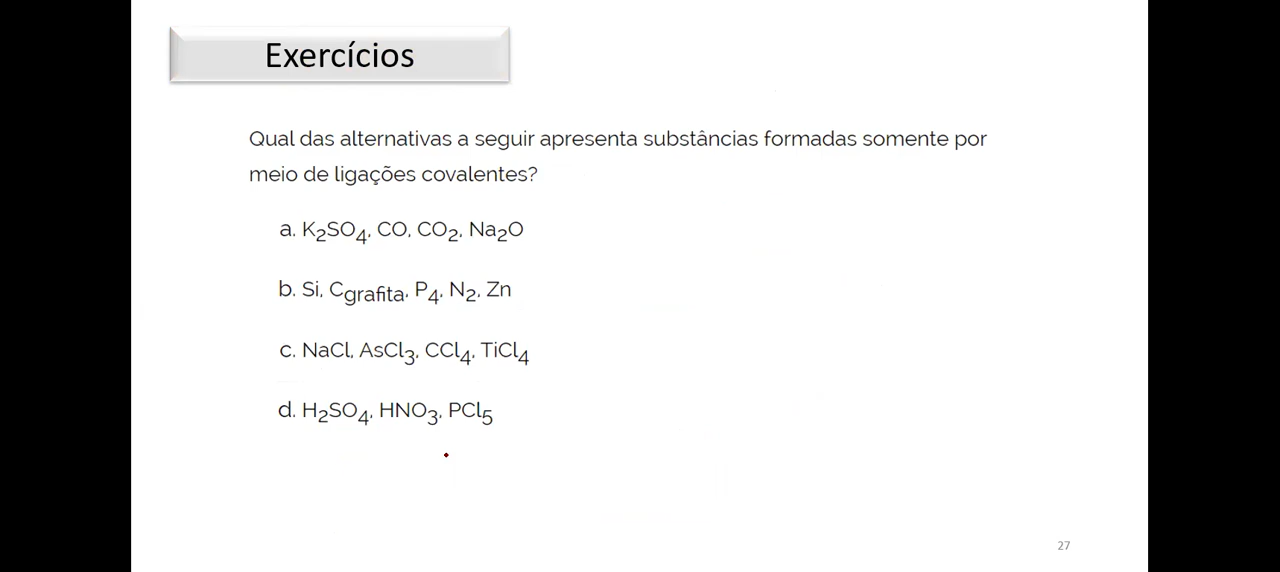 Exercícios
Qual das alternativas a seguir apresenta substâncias formadas somente por
meio de ligações covalentes?
a. K₂SO₄, CO, CO₂, Na₂O
b. Si, Cgrafita, P₄, N₂, Zn
c. NaCl, AsCl₃, CCl₄, TiCl₄
d. H₂SO₄, HNO₃, PCl₅
27